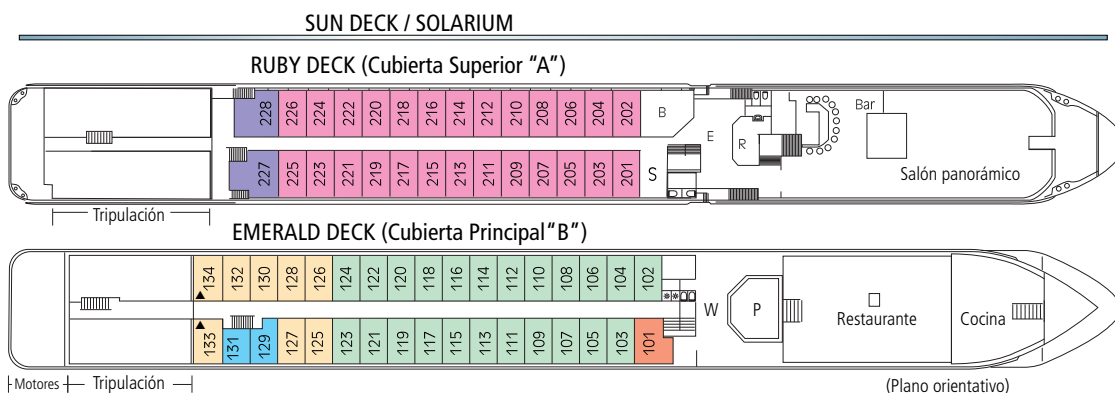 SUN DECK / SOLARIUM
RUBY DECK (Cubierta Superior "A")
228 226 224 222 220 218 216 214 212 210 208 206 204 202 B
E R Bar
227 225 223 221 219 217 215 213 211 209 207 205 203 201 S
Salón panorámico
Tripulación
EMERALD DECK (Cubierta Principal"B")
134 132 130 128 126 124 122 120 118 116 114 112 110 108 106 104 102
W P Restaurante Cocina
133 131 129 127 125 123 121 119 117 115 113 111 109 107 105 103 101
Motores Tripulación (Plano orientativo)